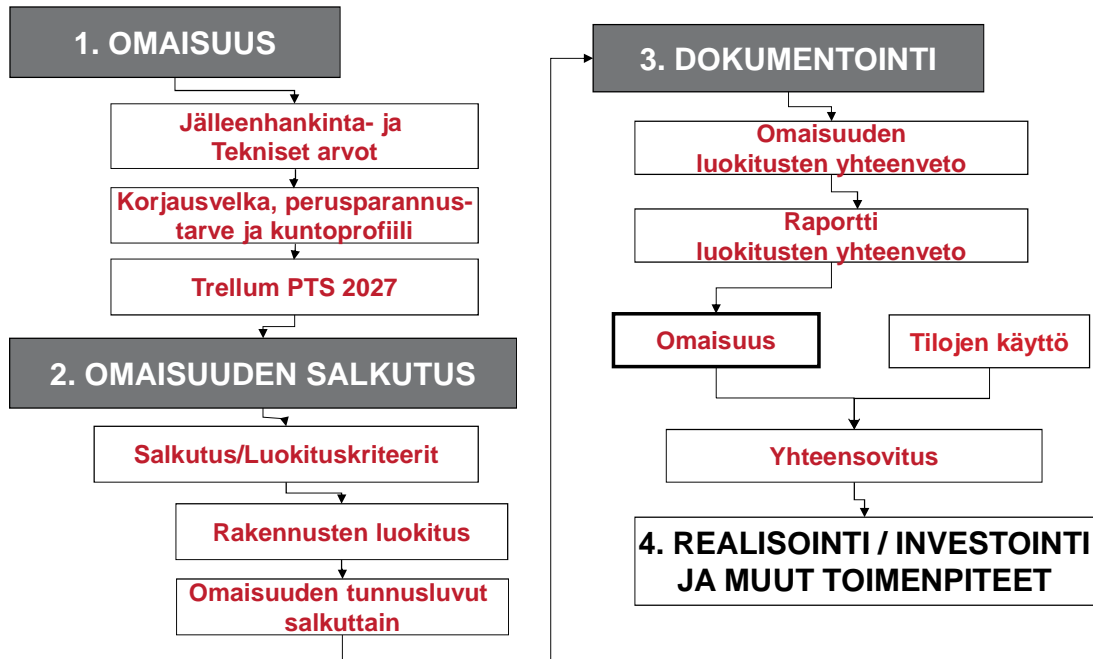 1. OMAISUUS
Jälleenhankinta- ja
Tekniset arvot
Korjausvelka, perusparannus-
tarve ja kuntoprofiili
Trellum PTS 2027
2. OMAISUUDEN SALKUTUS
Salkutus/Luokituskriteerit
Rakennusten luokitus
Omaisuuden tunnusluvut
salkuttain
3. DOKUMENTOINTI
Omaisuuden
luokitusten yhteenveto
Raportti
luokitusten yhteenveto
Omaisuus
Tilojen käyttö
Yhteensovitus
4. REALISOINTI / INVESTOINTI
JA MUUT TOIMENPITEET